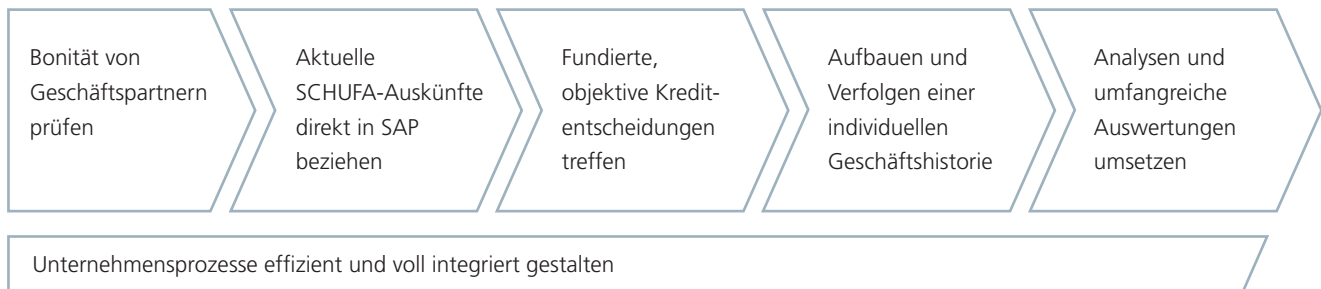 Bonität von
Geschäftspartnern
prüfen
Aktuelle
SCHUFA-Auskünfte
direkt in SAP
beziehen
Fundierte,
objektive Kredit-
entscheidungen
treffen
Aufbauen und
Verfolgen einer
individuellen
Geschäftshistorie
Analysen und
umfangreiche
Auswertungen
umsetzen
Unternehmensprozesse effizient und voll integriert gestalten